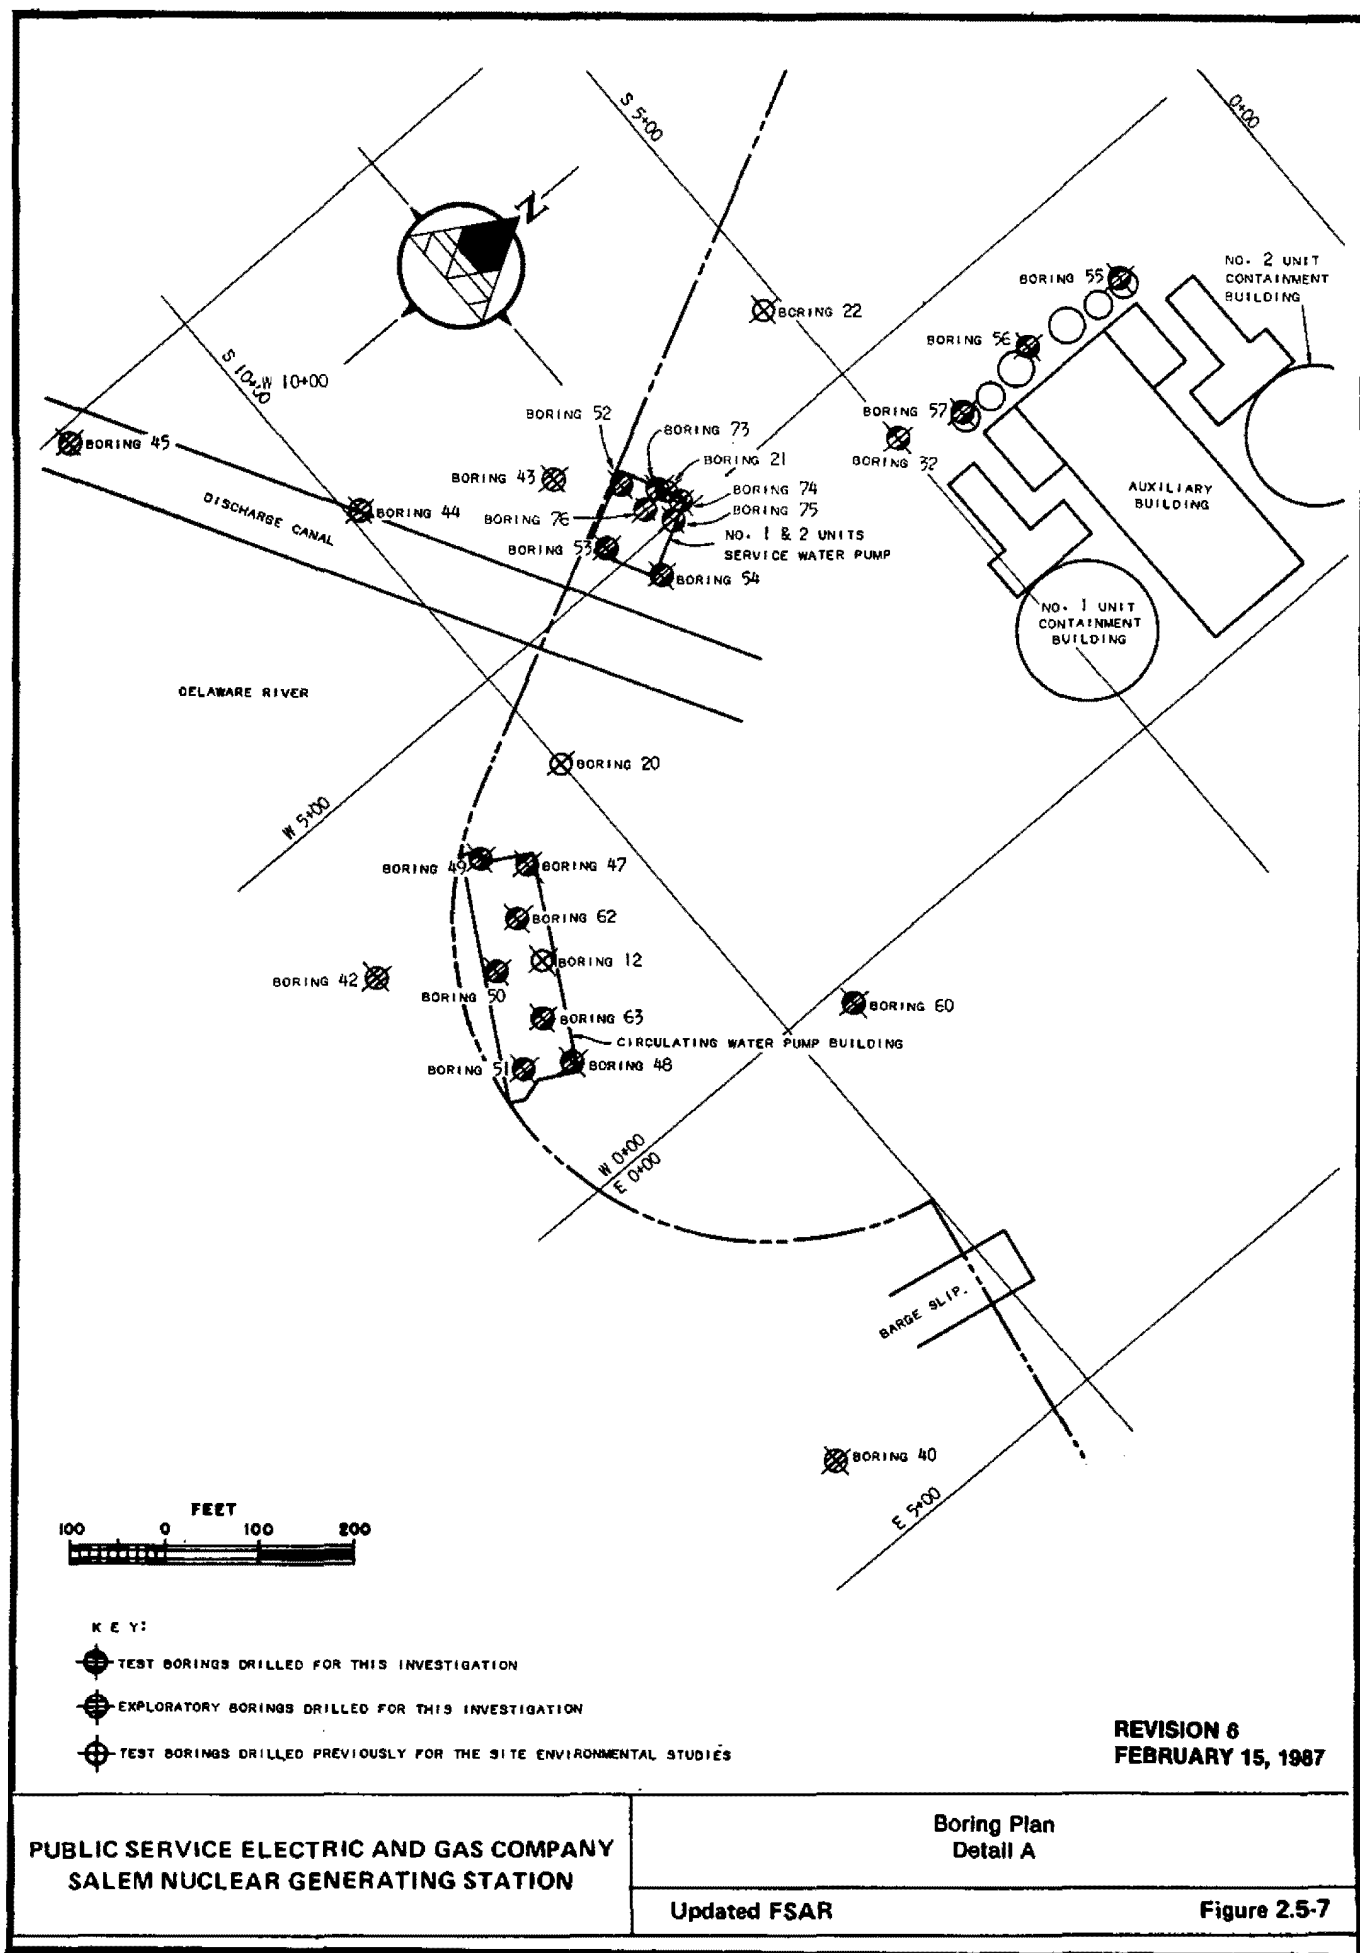 S 5+00
0+00
N
BORING 55
NO. 2 UNIT
CONTAINMENT
BUILDING
BORING 22
BORING 56
S 10+00
W 10+00
BORING 57
BORING 52
BORING 73
BORING 32
BORING 45
BORING 43
BORING 21
BORING 74
BORING 75
AUXILIARY
BUILDING
DISCHARGE CANAL
BORING 44
BORING 76
NO. 1 & 2 UNITS
SERVICE WATER PUMP
BORING 53
BORING 54
NO. 1 UNIT
CONTAINMENT
BUILDING
DELAWARE RIVER
BORING 20
W 5+00
BORING 49
BORING 47
BORING 62
BORING 12
BORING 42
BORING 50
BORING 60
BORING 63
CIRCULATING WATER PUMP BUILDING
BORING 51
BORING 48
W 0+00
E 0+00
BARGE SLIP.
BORING 40
E 5+00
FEET
100 0 100 200
KEY:
TEST BORINGS DRILLED FOR THIS INVESTIGATION
EXPLORATORY BORINGS DRILLED FOR THIS INVESTIGATION
TEST BORINGS DRILLED PREVIOUSLY FOR THE SITE ENVIRONMENTAL STUDIES
REVISION 6
FEBRUARY 15, 1987
PUBLIC SERVICE ELECTRIC AND GAS COMPANY
SALEM NUCLEAR GENERATING STATION
Boring Plan
Detail A
Updated FSAR
Figure 2.5-7